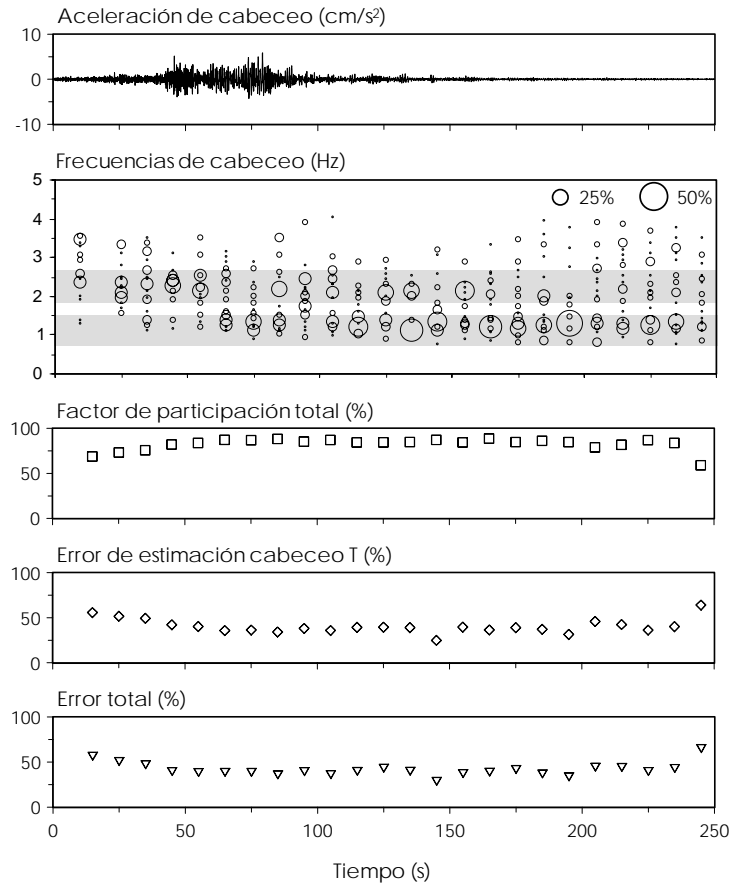 Aceleración de cabeceo (cm/s²)
10
0
-10
Frecuencias de cabeceo (Hz)
5
4
3
2
1
0
25%
50%
Factor de participación total (%)
100
50
0
Error de estimación cabeceo T (%)
100
50
0
Error total (%)
100
50
0
0 50 100 150 200 250
Tiempo (s)